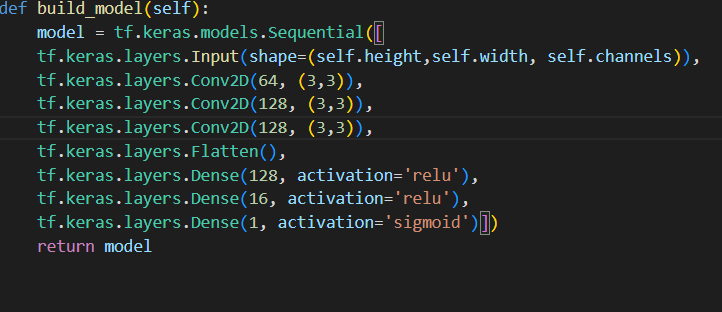 def build_model(self):
model = tf.keras.models.Sequential([
tf.keras.layers.Input(shape=(self.height,self.width, self.channels)),
tf.keras.layers.Conv2D(64, (3,3)),
tf.keras.layers.Conv2D(128, (3,3)),
tf.keras.layers.Conv2D(128, (3,3)),
tf.keras.layers.Flatten(),
tf.keras.layers.Dense(128, activation='relu'),
tf.keras.layers.Dense(16, activation='relu'),
tf.keras.layers.Dense(1, activation='sigmoid')])
return model